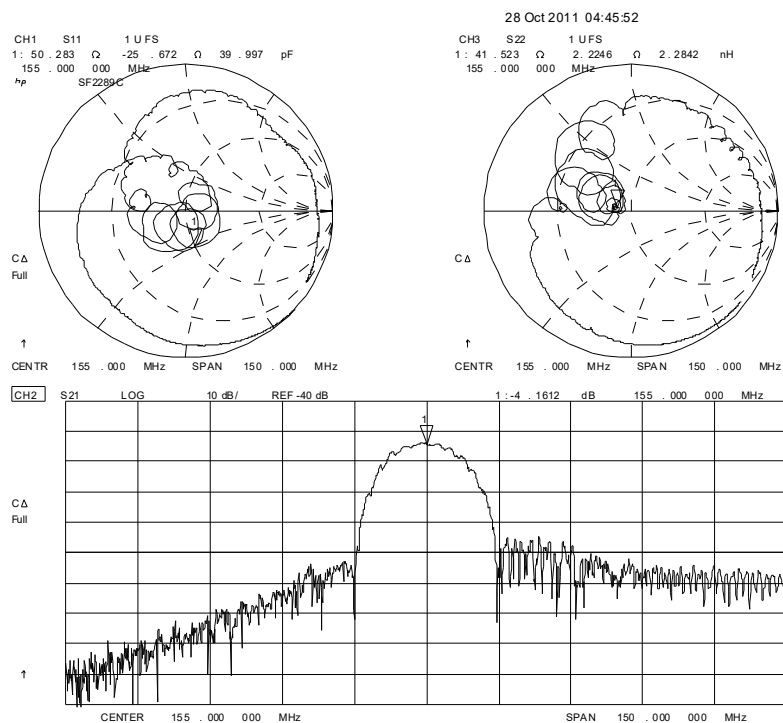 28 Oct 2011 04:45:52
CH1 S11 1 U FS
1: 50 .283 Ω -25 .672 Ω 39 .997 pF
155 .000 000 MHz
hp SF2289C
1
C Δ
Full
↑
CENTR 155 .000 MHz SPAN 150 .000 MHz
CH3 S22 1 U FS
1: 41 .523 Ω 2 .2246 Ω 2 .2842 nH
155 .000 000 MHz
C Δ
↑
CENTR 155 .000 MHz SPAN 150 .000 MHz
CH2 S21 LOG 10 dB/ REF -40 dB 1 :-4 .1612 dB 155 .000 000 MHz
1
C Δ
Full
↑
CENTER 155 .000 000 MHz SPAN 150 .000 000 MHz